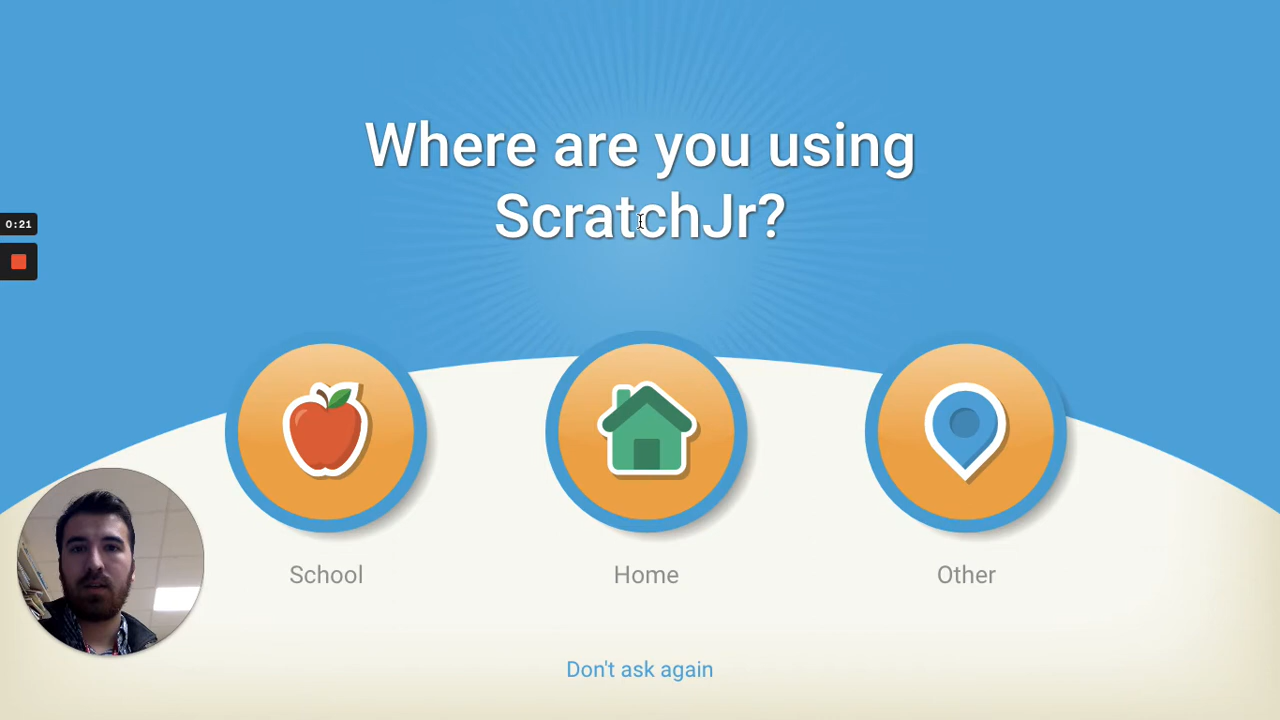 Where are you using
ScratchJr?
0:21
School
Home
Other
Don't ask again